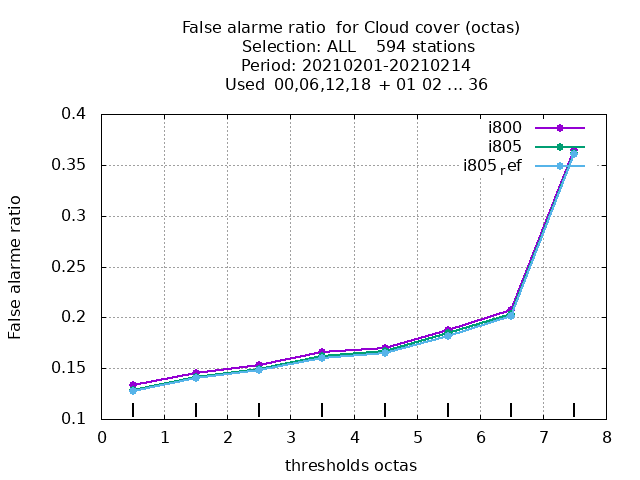 False alarme ratio  for Cloud cover (octas)
Selection: ALL    594 stations
Period: 20210201-20210214
Used  00,06,12,18 + 01 02 ... 36
0.4
0.35
0.3
0.25
0.2
0.15
0.1
False alarme ratio
i800
i805
i805ref
0 1 2 3 4 5 6 7 8
thresholds octas